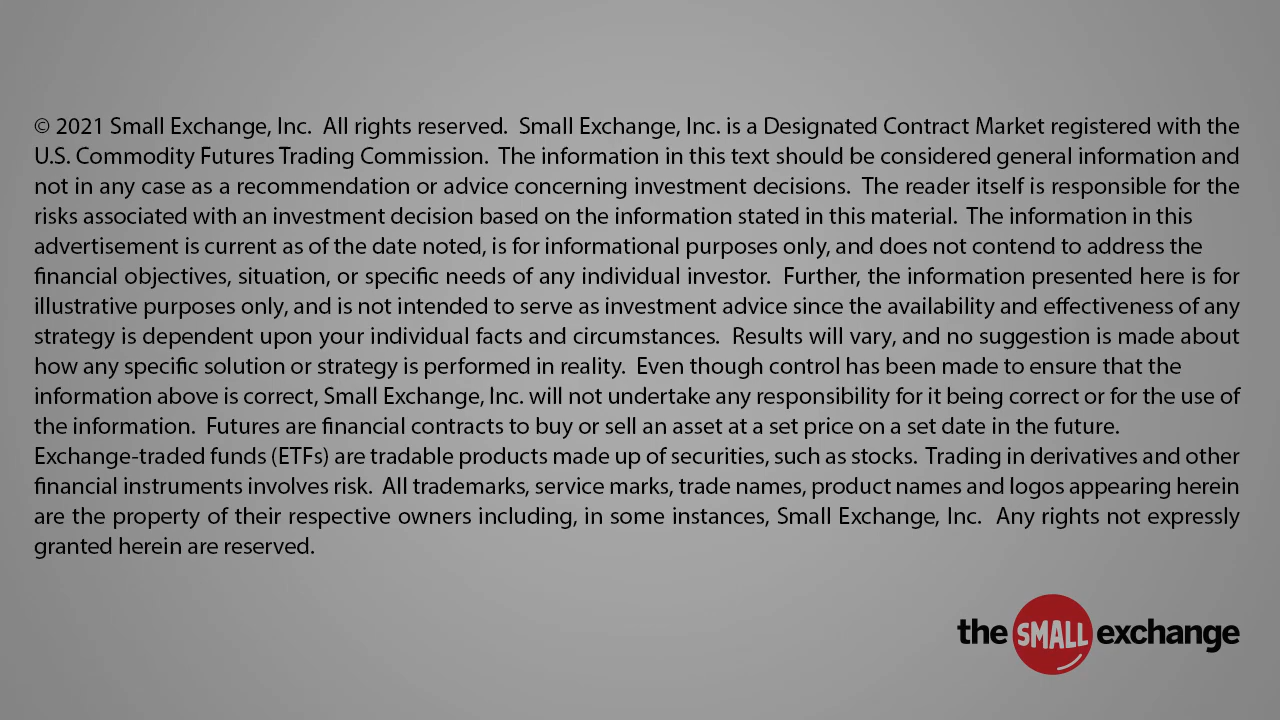 © 2021 Small Exchange, Inc.  All rights reserved.  Small Exchange, Inc. is a Designated Contract Market registered with the
U.S. Commodity Futures Trading Commission.  The information in this text should be considered general information and
not in any case as a recommendation or advice concerning investment decisions.  The reader itself is responsible for the
risks associated with an investment decision based on the information stated in this material.  The information in this
advertisement is current as of the date noted, is for informational purposes only, and does not contend to address the
financial objectives, situation, or specific needs of any individual investor.  Further, the information presented here is for
illustrative purposes only, and is not intended to serve as investment advice since the availability and effectiveness of any
strategy is dependent upon your individual facts and circumstances.  Results will vary, and no suggestion is made about
how any specific solution or strategy is performed in reality.  Even though control has been made to ensure that the
information above is correct, Small Exchange, Inc. will not undertake any responsibility for it being correct or for the use of
the information.  Futures are financial contracts to buy or sell an asset at a set price on a set date in the future.
Exchange-traded funds (ETFs) are tradable products made up of securities, such as stocks.  Trading in derivatives and other
financial instruments involves risk.  All trademarks, service marks, trade names, product names and logos appearing herein
are the property of their respective owners including, in some instances, Small Exchange, Inc.  Any rights not expressly
granted herein are reserved.
the SMALL exchange